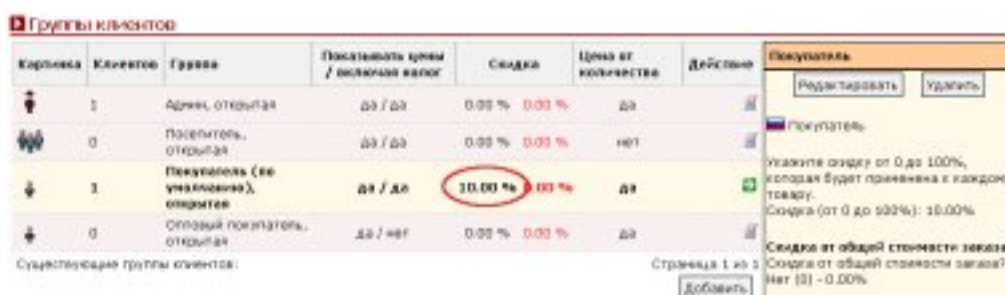 Группы клиентов
Картинка Клиентов Группа Показывать цены / включая налог Скидка Цена от количества Действие
1 Админ, открытая да / да 0.00 % 0.00 % да
0 Посетитель, открытая да / да 0.00 % 0.00 % нет
1 Покупатель (по умолчанию), открытая да / да 10.00 % 0.00 % да
0 Оптовый покупатель, открытая да / нет 0.00 % 0.00 % да
Существующие группы клиентов:
Страница 1 из 1
Добавить
Покупатель
Редактировать Удалить
Покупатель
Укажите скидку от 0 до 100%,
которая будет применена к каждому
товару.
Скидка (от 0 до 100%): 10.00%
Скидка от общей стоимости заказа
Скидка от общей стоимости заказа?
Нет (0) - 0.00%